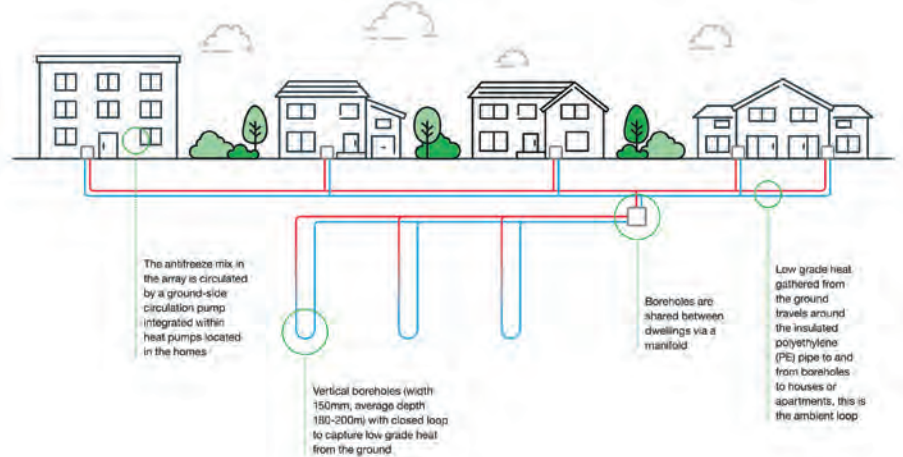 The antifreeze mix in
the array is circulated
by a ground-side
circulation pump
integrated within
heat pumps located
in the homes
Vertical boreholes (width
150mm, average depth
180-200m) with closed loop
to capture low grade heat
from the ground
Boreholes are
shared between
dwellings via a
manifold
Low grade heat
gathered from
the ground
travels around
the insulated
polyethylene
(PE) pipe to and
from boreholes
to houses or
apartments, this is
the ambient loop